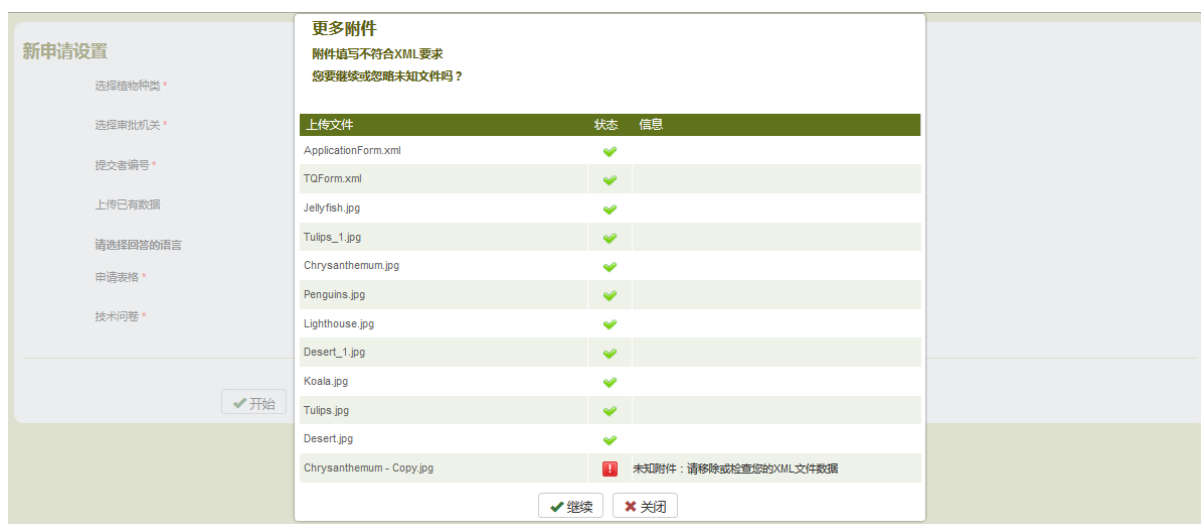 新申请设置
选择植物种类 *
选择审批机关 *
提交者编号 *
上传已有数据
请选择回答的语言
申请表格 *
技术问卷 *
开始
更多附件
附件填写不符合XML要求
您要继续或忽略未知文件吗？
上传文件 状态 信息
ApplicationForm.xml
TQForm.xml
Jellyfish.jpg
Tulips_1.jpg
Chrysanthemum.jpg
Penguins.jpg
Lighthouse.jpg
Desert_1.jpg
Koala.jpg
Tulips.jpg
Desert.jpg
Chrysanthemum - Copy.jpg 未知附件：请移除或检查您的XML文件数据
继续 关闭